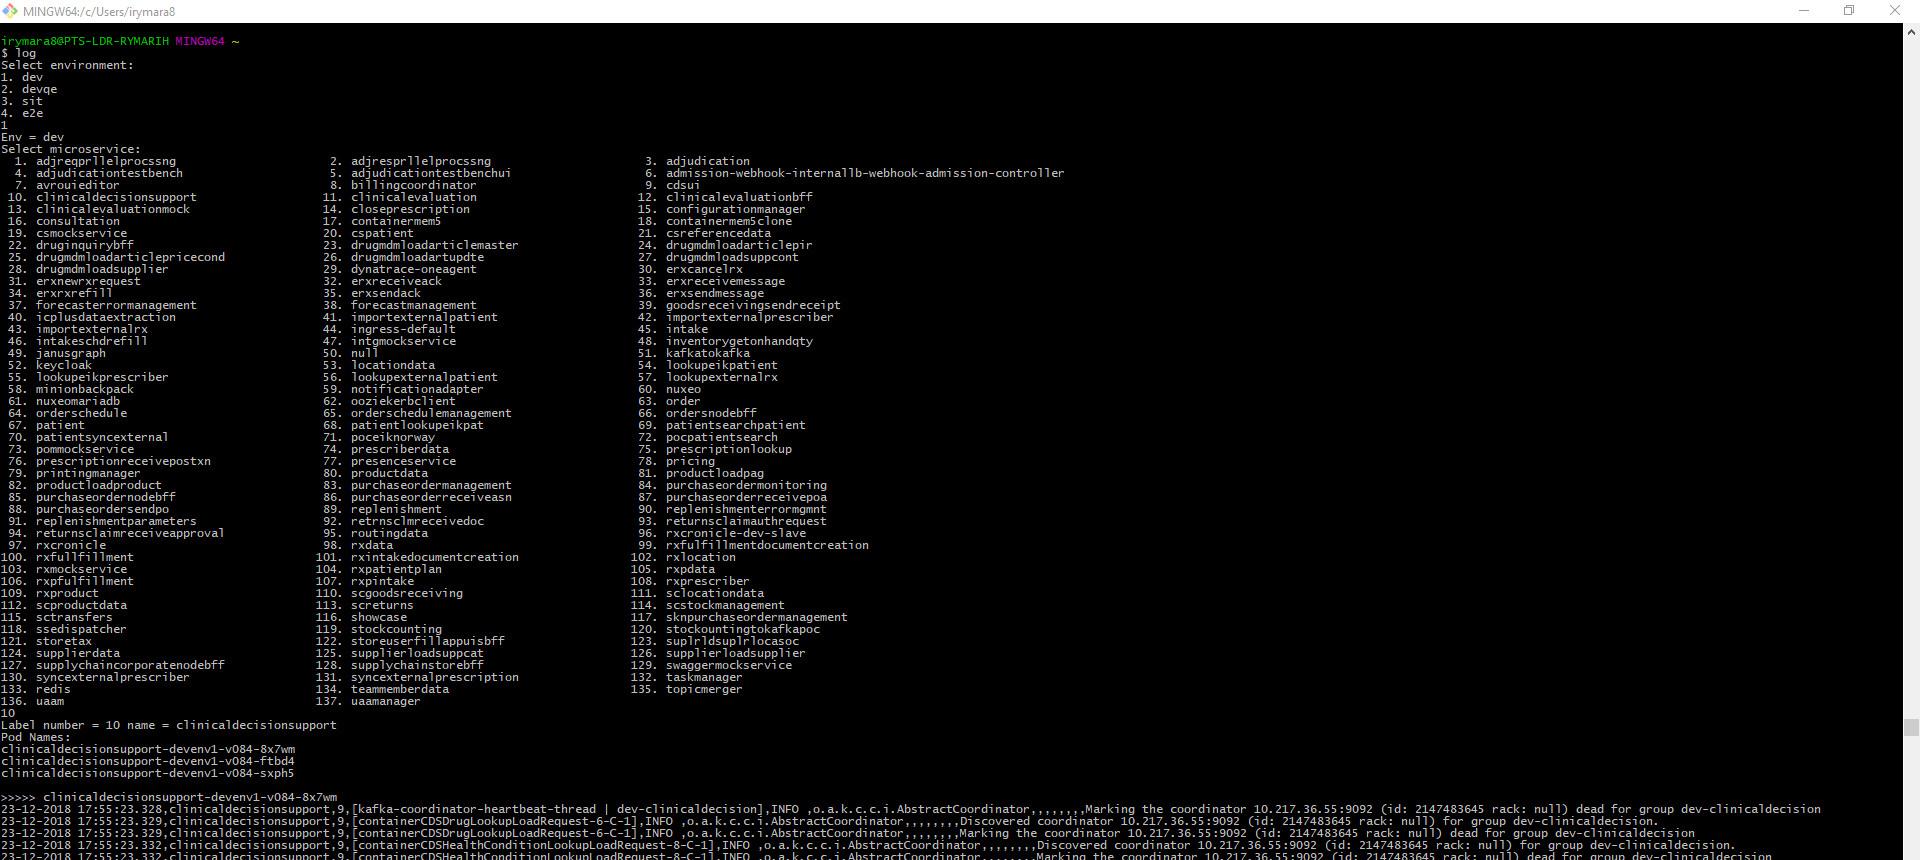 MINGW64:/c/Users/irymara8
irymara8@PTS-LDR-RYMARIH MINGW64 ~
$ log
Select environment:
1. dev
2. devqe
3. sit
4. e2e
1
Env = dev
Select microservice:
1. adjreqprllelprocssng 2. adjresprllelprocssng 3. adjudication
4. adjudicationtestbench 5. adjudicationtestbenchui 6. admission-webhook-internallb-webhook-admission-controller
7. avrouieditor 8. billingcoordinator 9. cdsui
10. clinicaldecisionsupport 11. clinicalevaluation 12. clinicalevaluationbff
13. clinicalevaluationmock 14. closeprescription 15. configurationmanager
16. consultation 17. containermem5 18. containermem5clone
19. csmockservice 20. cspatient 21. csreferencedata
22. druginquirybff 23. drugmdmloadarticlemaster 24. drugmdmloadarticlepir
25. drugmdmloadarticlepricecond 26. drugmdmloadartupdte 27. drugmdmloadsuppcont
28. drugmdmloadsupplier 29. dynatrace-oneagent 30. erxcancelrx
31. erxnewrxrequest 32. erxreceiveack 33. erxreceivemessage
34. erxrxrefill 35. erxsendack 36. erxsendmessage
37. forecasterrormanagement 38. forecastmanagement 39. goodsreceivingsendreceipt
40. icplusdataextraction 41. importexternalpatient 42. importexternalprescriber
43. importexternalrx 44. ingress-default 45. intake
46. intakeschdrefill 47. intgmockservice 48. inventorygetonhandqty
49. janusgraph 50. null 51. kafkatokafka
52. keycloak 53. locationdata 54. lookupeikpatient
55. lookupeikprescriber 56. lookupexternalpatient 57. lookupexternalrx
58. minionbackpack 59. notificationadapter 60. nuxeo
61. nuxeomariadb 62. ooziekerbclient 63. order
64. orderschedule 65. orderschedulemanagement 66. ordersnodebff
67. patient 68. patientlookupeikpat 69. patientsearchpatient
70. patientsyncexternal 71. poceiknorway 72. pocpatientsearch
73. pommockservice 74. prescriberdata 75. prescriptionlookup
76. prescriptionreceivepostxn 77. presenceservice 78. pricing
79. printingmanager 80. productdata 81. productloadpag
82. productloadproduct 83. purchaseordermanagement 84. purchaseordermonitoring
85. purchaseordernodebff 86. purchaseorderreceiveasn 87. purchaseorderreceivepoa
88. purchaseordersendpo 89. replenishment 90. replenishmenterrormgmnt
91. replenishmentparameters 92. retrnsclmreceivedoc 93. returnsclaimauthrequest
94. returnsclaimreceiveapproval 95. routingdata 96. rxcronicle-dev-slave
97. rxcronicle 98. rxdata 99. rxfulfillmentdocumentcreation
100. rxfullfillment 101. rxintakedocumentcreation 102. rxlocation
103. rxmockservice 104. rxpatientplan 105. rxpdata
106. rxpfulfillment 107. rxpintake 108. rxprescriber
109. rxproduct 110. scgoodsreceiving 111. sclocationdata
112. scproductdata 113. screturns 114. scstockmanagement
115. sctransfers 116. showcase 117. sknpurchaseordermanagement
118. ssedispatcher 119. stockcounting 120. stockountingtokafkapoc
121. storetax 122. storeuserfillappuisbff 123. suplrldsuplrlocasoc
124. supplierdata 125. supplierloadsuppcat 126. supplierloadsupplier
127. supplychaincorporatenodebff 128. supplychainstorebff 129. swaggermockservice
130. syncexternalprescriber 131. syncexternalprescription 132. taskmanager
133. redis 134. teammemberdata 135. topicmerger
136. uaam 137. uaamanager
10
Label number = 10 name = clinicaldecisionsupport
Pod Names:
clinicaldecisionsupport-devenv1-v084-8x7wm
clinicaldecisionsupport-devenv1-v084-ftbd4
clinicaldecisionsupport-devenv1-v084-sxph5
>>>>> clinicaldecisionsupport-devenv1-v084-8x7wm
23-12-2018 17:55:23.328,clinicaldecisionsupport,9,[kafka-coordinator-heartbeat-thread | dev-clinicaldecision],INFO ,o.a.k.c.c.i.AbstractCoordinator,,,,,,,,Marking the coordinator 10.217.36.55:9092 (id: 2147483645 rack: null) dead for group dev-clinicaldecision
23-12-2018 17:55:23.329,clinicaldecisionsupport,9,[containerCDSDrugLookupLoadRequest-6-C-1],INFO ,o.a.k.c.c.i.AbstractCoordinator,,,,,,,,Discovered coordinator 10.217.36.55:9092 (id: 2147483645 rack: null) for group dev-clinicaldecision.
23-12-2018 17:55:23.329,clinicaldecisionsupport,9,[containerCDSDrugLookupLoadRequest-6-C-1],INFO ,o.a.k.c.c.i.AbstractCoordinator,,,,,,,,Marking the coordinator 10.217.36.55:9092 (id: 2147483645 rack: null) dead for group dev-clinicaldecision
23-12-2018 17:55:23.332,clinicaldecisionsupport,9,[containerCDSHealthConditionLookupLoadRequest-8-C-1],INFO ,o.a.k.c.c.i.AbstractCoordinator,,,,,,,,Discovered coordinator 10.217.36.55:9092 (id: 2147483645 rack: null) for group dev-clinicaldecision.
23-12-2018 17:55:23.332,clinicaldecisionsupport,9,[containerCDSHealthConditionLookupLoadRequest-8-C-1],INFO ,o.a.k.c.c.i.AbstractCoordinator,,,,,,,,Marking the coordinator 10.217.36.55:9092 (id: 2147483645 rack: null) dead for group dev-clinicaldecision